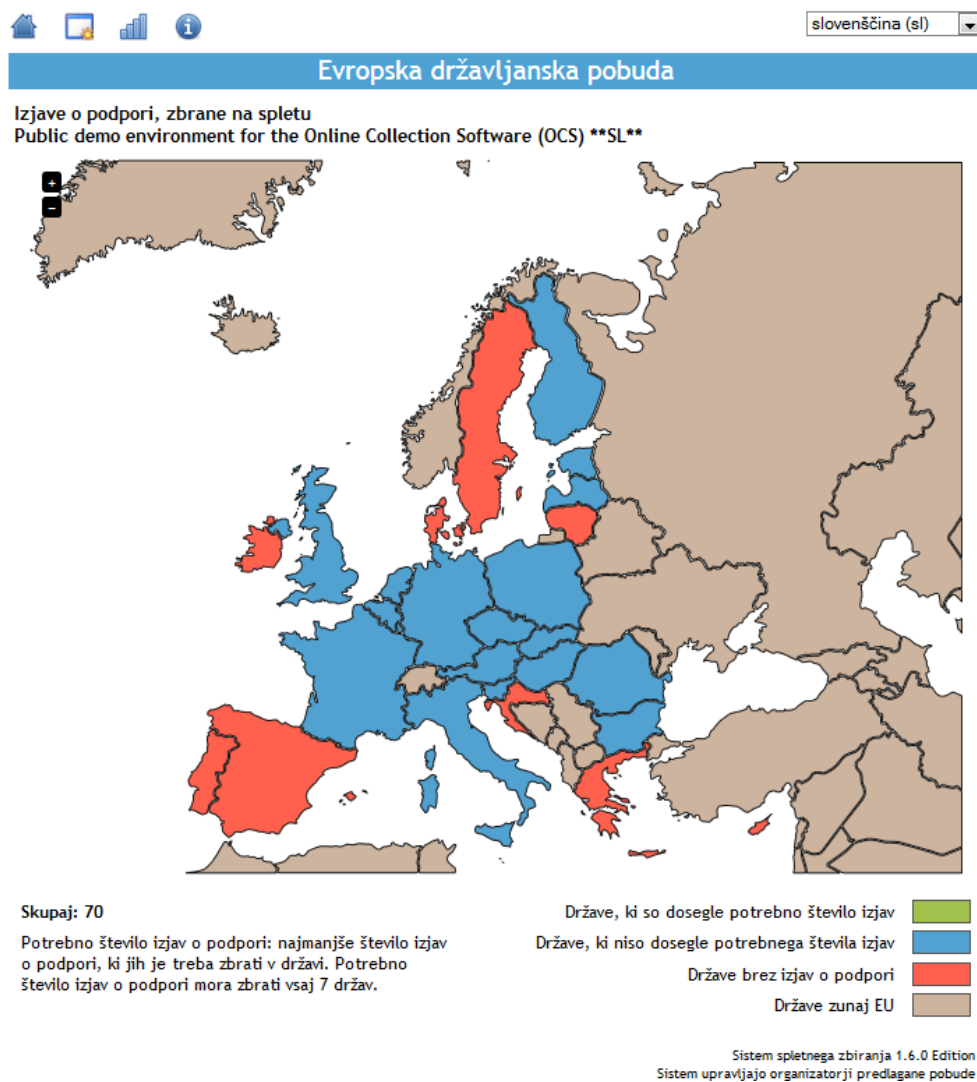 slovenščina (sl)
Evropska državljanska pobuda
Izjave o podpori, zbrane na spletu
Public demo environment for the Online Collection Software (OCS) **SL**
+
-
Skupaj: 70
Potrebno število izjav o podpori: najmanjše število izjav
o podpori, ki jih je treba zbrati v državi. Potrebno
število izjav o podpori mora zbrati vsaj 7 držav.
Države, ki so dosegle potrebno število izjav
Države, ki niso dosegle potrebnega števila izjav
Države brez izjav o podpori
Države zunaj EU
Sistem spletnega zbiranja 1.6.0 Edition
Sistem upravljajo organizatorji predlagane pobude